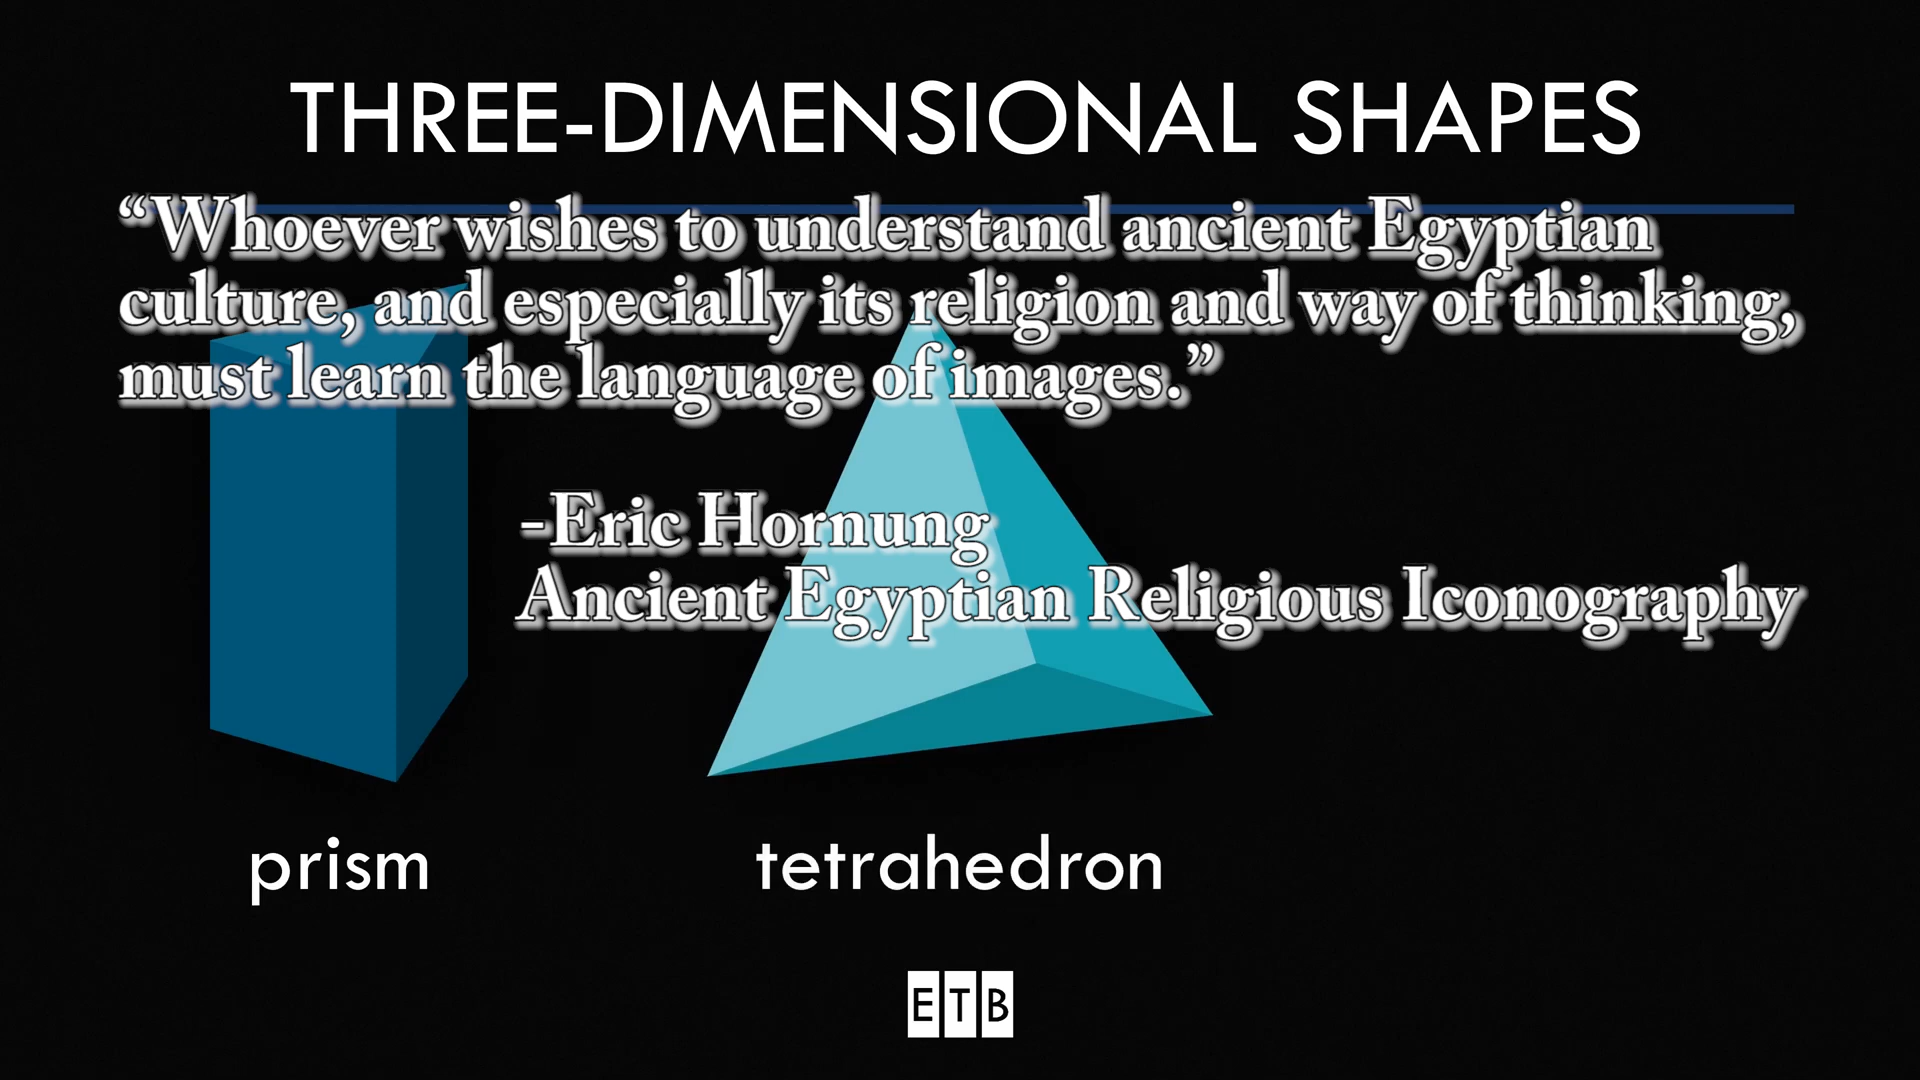 THREE-DIMENSIONAL SHAPES
“Whoever wishes to understand ancient Egyptian
culture, and especially its religion and way of thinking,
must learn the language of images.”
-Eric Hornung
Ancient Egyptian Religious Iconography
prism
tetrahedron
ETB